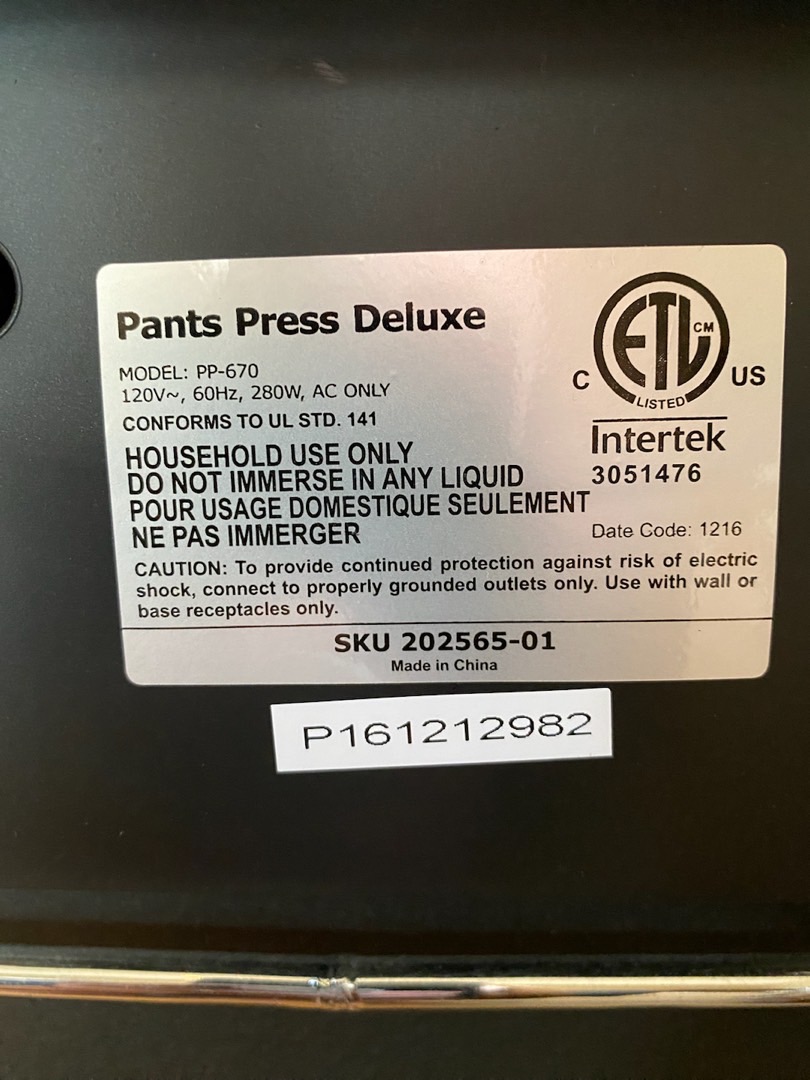 Pants Press Deluxe
MODEL: PP-670
120V~, 60Hz, 280W, AC ONLY
CONFORMS TO UL STD. 141
HOUSEHOLD USE ONLY
DO NOT IMMERSE IN ANY LIQUID
POUR USAGE DOMESTIQUE SEULEMENT
NE PAS IMMERGER
C ETL CM US
LISTED
Intertek
3051476
Date Code: 1216
CAUTION: To provide continued protection against risk of electric
shock, connect to properly grounded outlets only. Use with wall or
base receptacles only.
SKU 202565-01
Made in China
P161212982